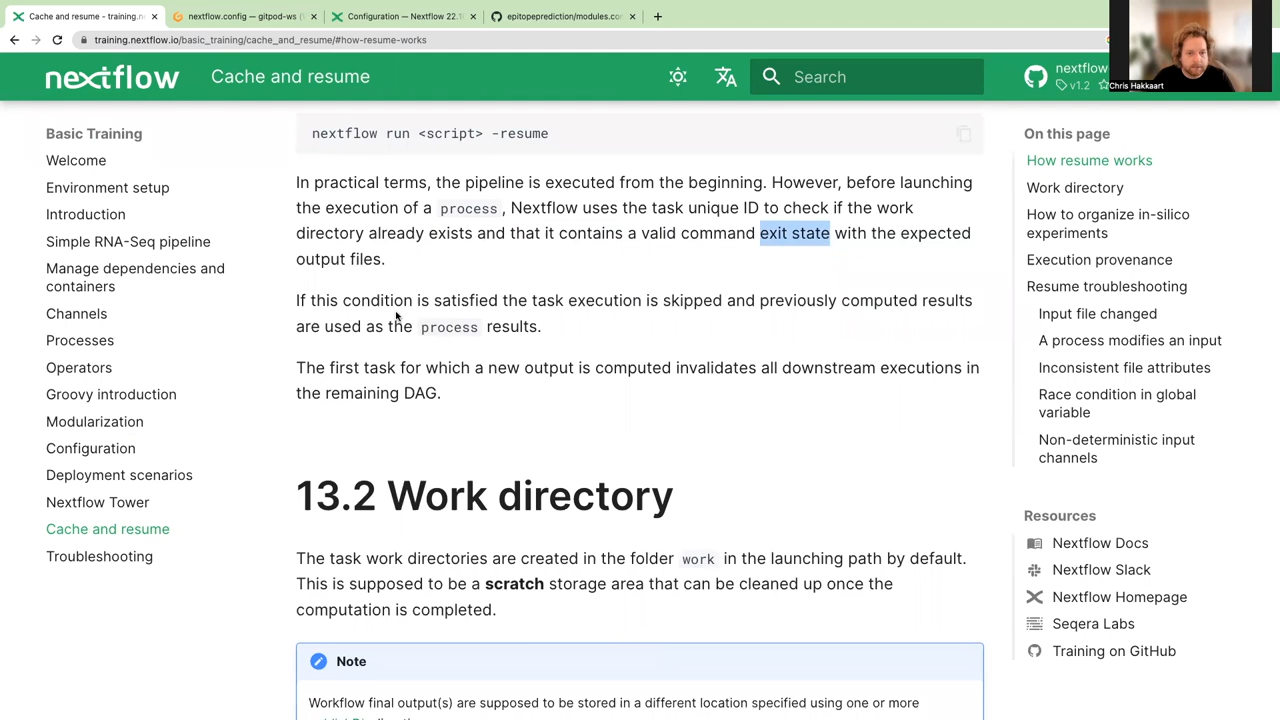 Cache and resume - training.n
nextflow.config — gitpod-ws (
Configuration — Nextflow 22.1
epitopeprediction/modules.co
training.nextflow.io/basic_training/cache_and_resume/#how-resume-works
nextflow
Cache and resume
Search
nextflow
v1.2
Chris Hakkaart
Basic Training
Welcome
Environment setup
Introduction
Simple RNA-Seq pipeline
Manage dependencies and
containers
Channels
Processes
Operators
Groovy introduction
Modularization
Configuration
Deployment scenarios
Nextflow Tower
Cache and resume
Troubleshooting
nextflow run <script> -resume
In practical terms, the pipeline is executed from the beginning. However, before launching
the execution of a process, Nextflow uses the task unique ID to check if the work
directory already exists and that it contains a valid command exit state with the expected
output files.
If this condition is satisfied the task execution is skipped and previously computed results
are used as the process results.
The first task for which a new output is computed invalidates all downstream executions in
the remaining DAG.
13.2 Work directory
The task work directories are created in the folder work in the launching path by default.
This is supposed to be a scratch storage area that can be cleaned up once the
computation is completed.
Note
Workflow final output(s) are supposed to be stored in a different location specified using one or more
On this page
How resume works
Work directory
How to organize in-silico
experiments
Execution provenance
Resume troubleshooting
Input file changed
A process modifies an input
Inconsistent file attributes
Race condition in global
variable
Non-deterministic input
channels
Resources
Nextflow Docs
Nextflow Slack
Nextflow Homepage
Seqera Labs
Training on GitHub